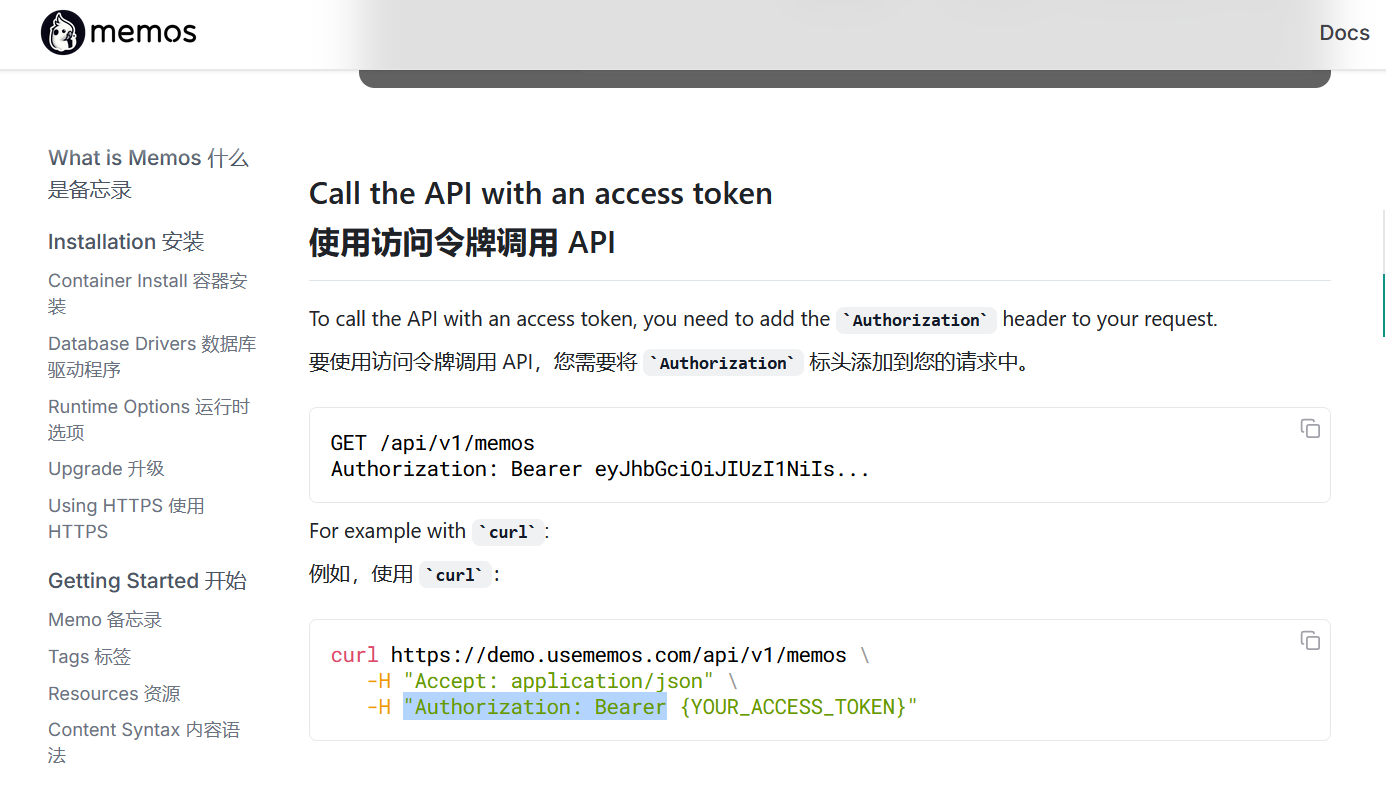 memos
Docs
What is Memos 什么
是备忘录
Installation 安装
Container Install 容器安
装
Database Drivers 数据库
驱动程序
Runtime Options 运行时
选项
Upgrade 升级
Using HTTPS 使用
HTTPS
Getting Started 开始
Memo 备忘录
Tags 标签
Resources 资源
Content Syntax 内容语
法
Call the API with an access token
使用访问令牌调用 API
To call the API with an access token, you need to add the `Authorization` header to your request.
要使用访问令牌调用 API，您需要将 `Authorization` 标头添加到您的请求中。
GET /api/v1/memos
Authorization: Bearer eyJhbGciOiJIUzI1NiIs...
For example with `curl`:
例如，使用 `curl`：
curl https://demo.usememos.com/api/v1/memos \
-H "Accept: application/json" \
-H "Authorization: Bearer {YOUR_ACCESS_TOKEN}"